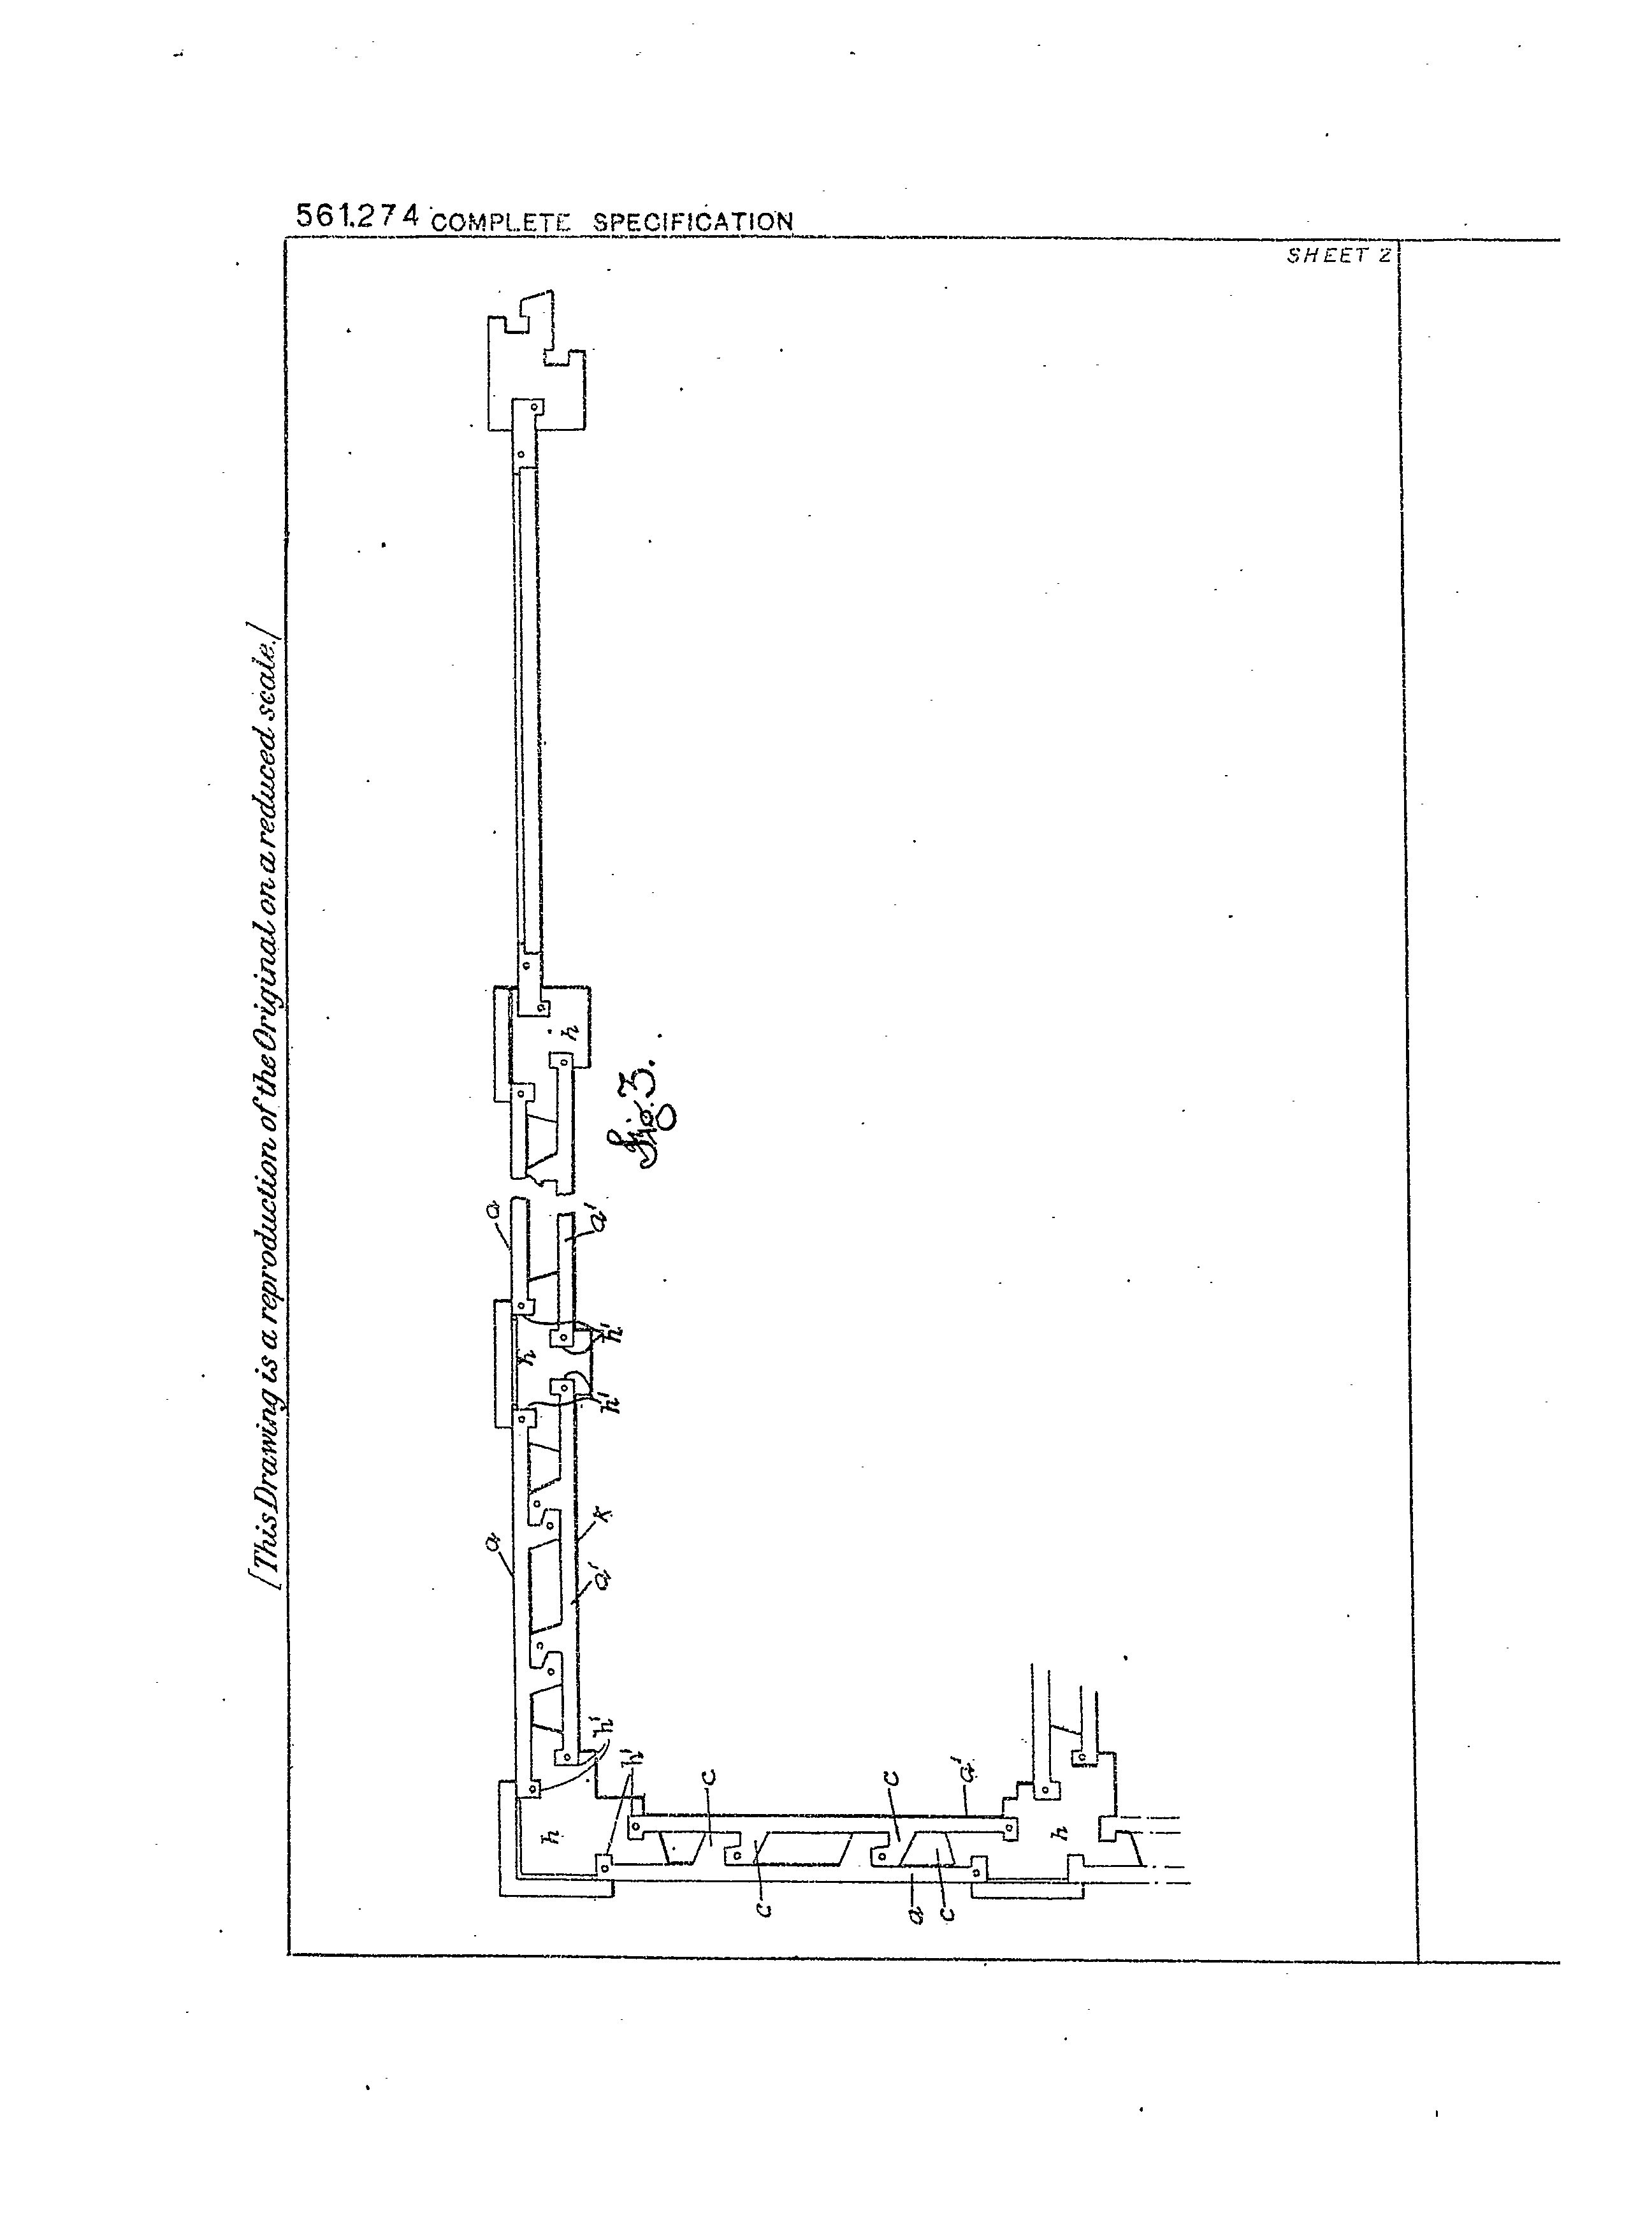 561.274 COMPLETE SPECIFICATION
SHEET 2
[This Drawing is a reproduction of the Original on a reduced scale.]
h
Fig. 3.
a
a'
h'
h
h'
a
k
a'
h'
h'
c
c
a'
h
h
c
a
c